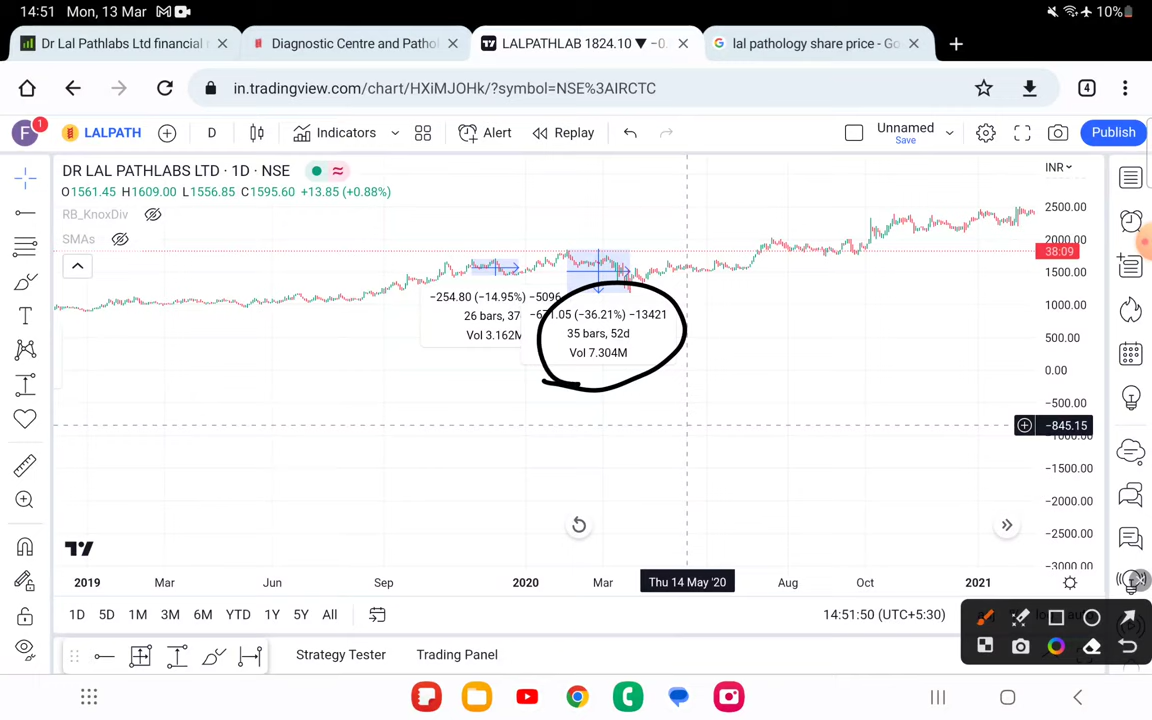 14:51 Mon, 13 Mar
10%
Dr Lal Pathlabs Ltd financial
Diagnostic Centre and Pathol
LALPATHLAB 1824.10 ▼ −0.
lal pathology share price - Go
in.tradingview.com/chart/HXiMJOHk/?symbol=NSE%3AIRCTC
4
F 1
LALPATH
D
Indicators
Alert
Replay
Unnamed
Save
Publish
DR LAL PATHLABS LTD · 1D · NSE
INR
O1561.45 H1609.00 L1556.85 C1595.60 +13.85 (+0.88%)
RB_KnoxDiv
SMAs
2500.00
2000.00
38:09
1500.00
1000.00
500.00
0.00
−500.00
−845.15
−1000.00
−1500.00
−2000.00
−2500.00
−3000.00
−254.80 (−14.95%) −5096
26 bars, 37
Vol 3.162M
−671.05 (−36.21%) −13421
35 bars, 52d
Vol 7.304M
2019 Mar Jun Sep 2020 Mar Thu 14 May '20 Aug Oct 2021
1D 5D 1M 3M 6M YTD 1Y 5Y All
14:51:50 (UTC+5:30)
Strategy Tester
Trading Panel